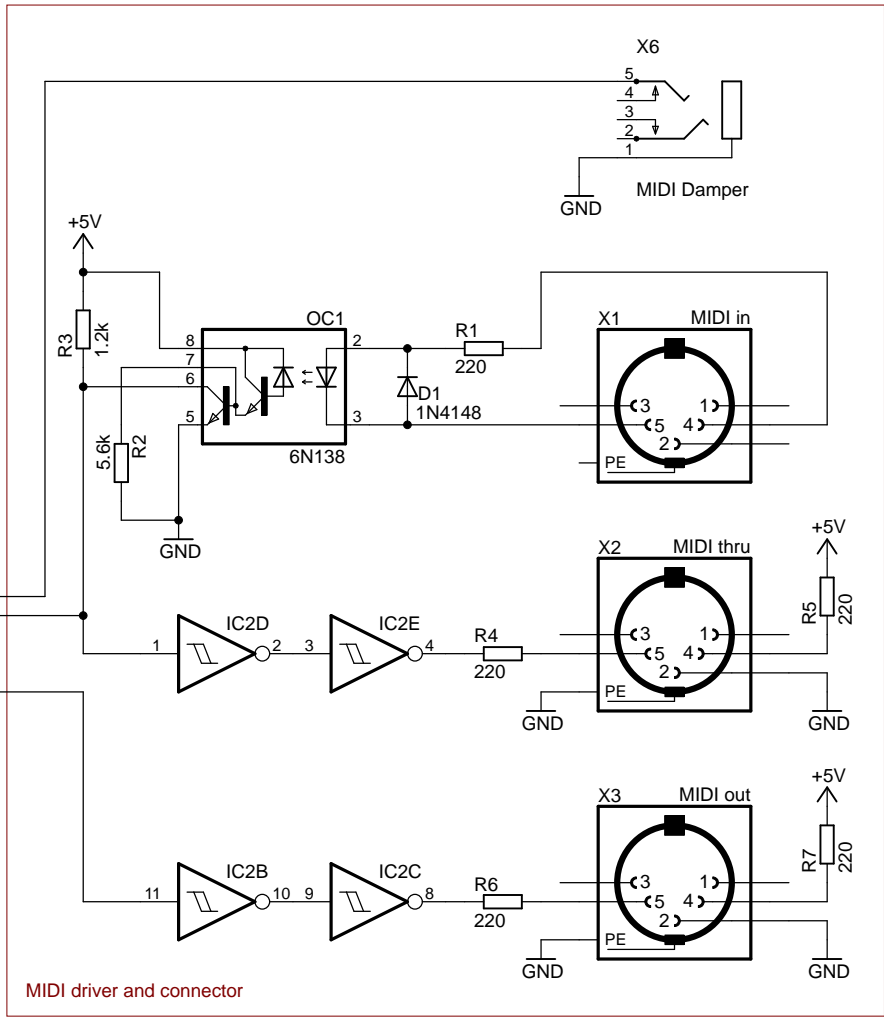 X6
5
4
3
2
1
MIDI Damper
GND
+5V
R3
1.2k
OC1
8
7
6
5
2
3
6N138
R1
220
D1
1N4148
X1 MIDI in
3 1
5 4
2
PE
5.6k
R2
GND
+5V
X2 MIDI thru
R5
220
IC2D
1 2
IC2E
3 4
R4
220
3 1
5 4
2
PE
GND
GND
+5V
X3 MIDI out
R7
220
IC2B
11 10
IC2C
9 8
R6
220
3 1
5 4
2
PE
GND
GND
MIDI driver and connector